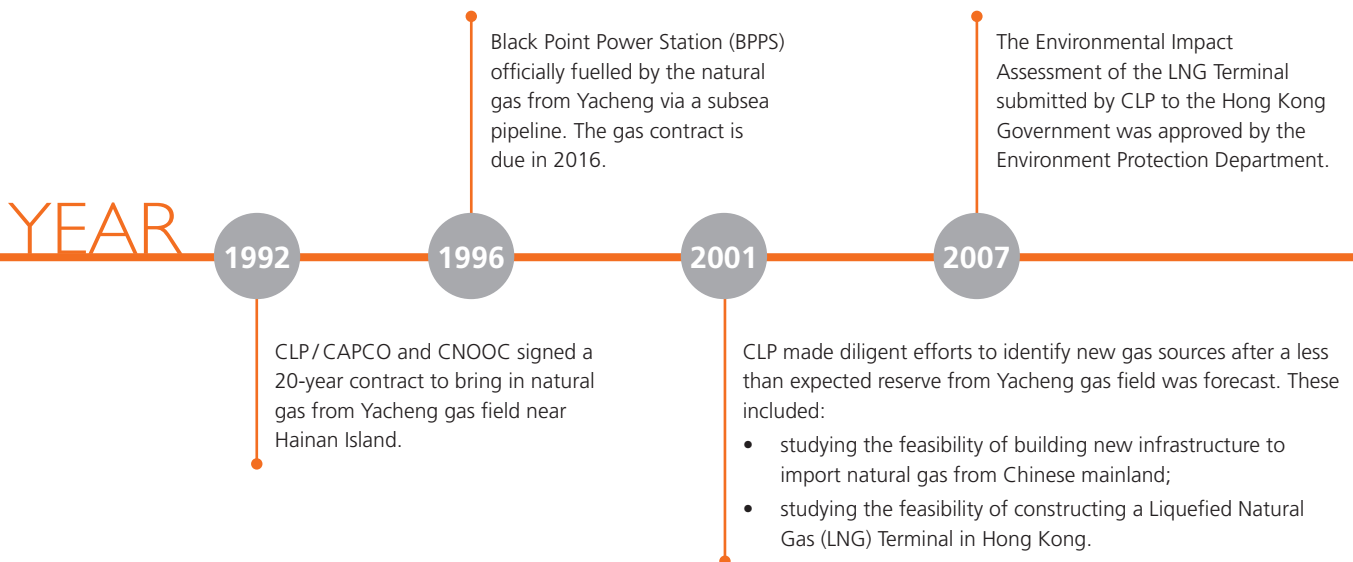 YEAR
1992
CLP/CAPCO and CNOOC signed a
20-year contract to bring in natural
gas from Yacheng gas field near
Hainan Island.
1996
Black Point Power Station (BPPS)
officially fuelled by the natural
gas from Yacheng via a subsea
pipeline. The gas contract is
due in 2016.
2001
CLP made diligent efforts to identify new gas sources after a less
than expected reserve from Yacheng gas field was forecast. These
included:
• studying the feasibility of building new infrastructure to
import natural gas from Chinese mainland;
• studying the feasibility of constructing a Liquefied Natural
Gas (LNG) Terminal in Hong Kong.
2007
The Environmental Impact
Assessment of the LNG Terminal
submitted by CLP to the Hong Kong
Government was approved by the
Environment Protection Department.